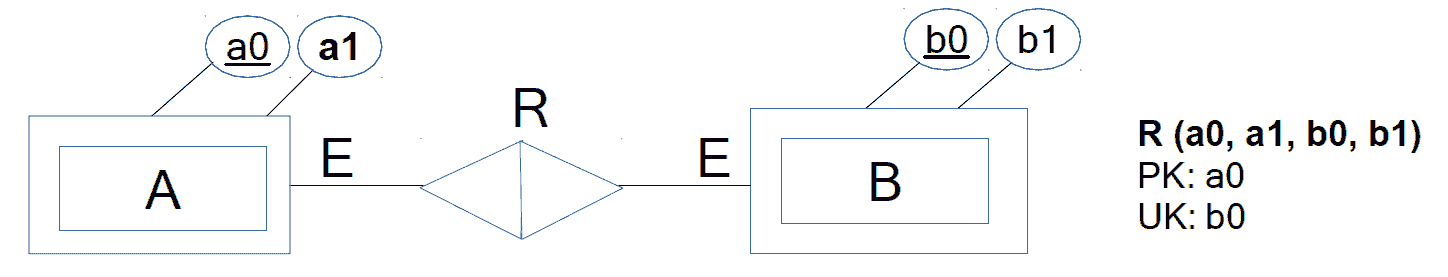 a0 a1 b0 b1
R
E E
A B
R (a0, a1, b0, b1)
PK: a0
UK: b0